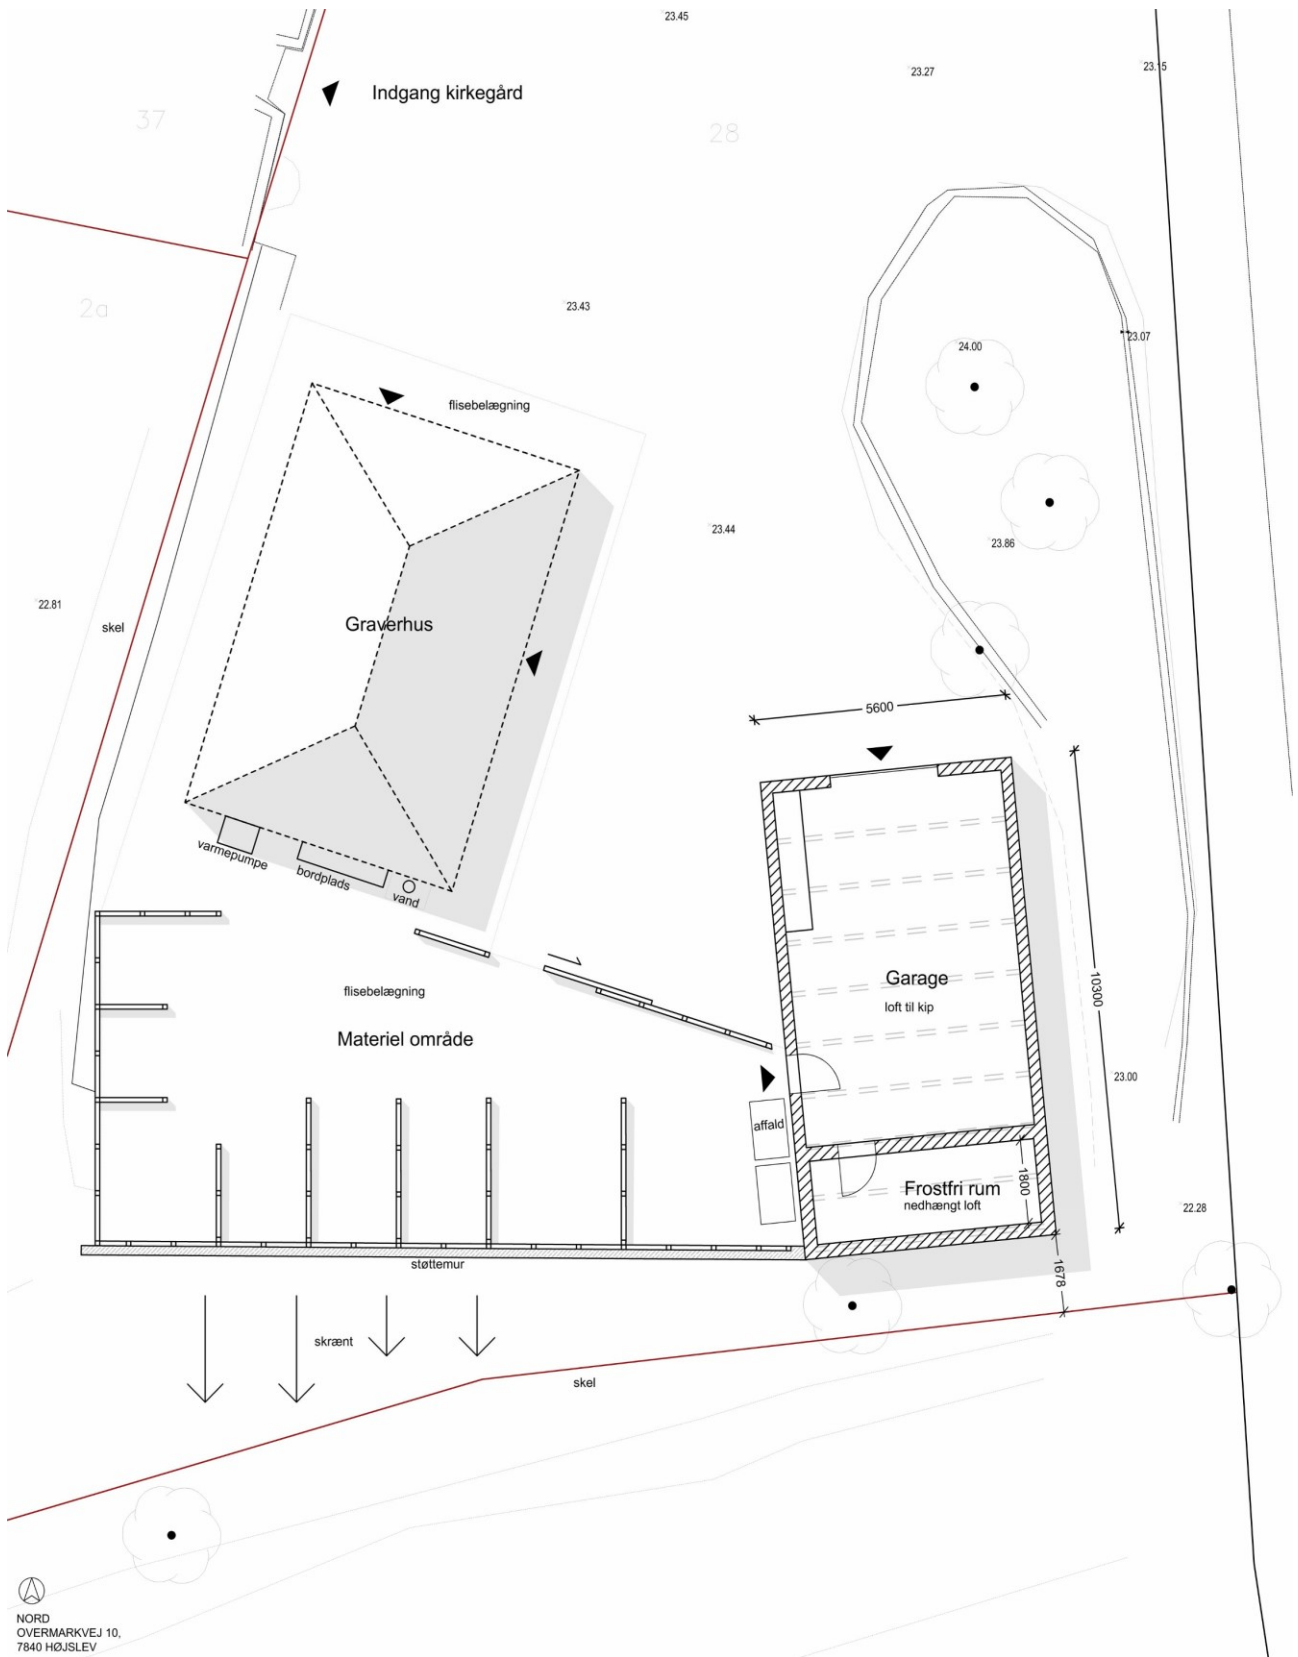 23.45
23.27
23.15
Indgang kirkegård
37
28
2a
23.43
23.07
24.00
flisebelægning
23.44
23.86
22.81
skel
Graverhus
5600
varmepumpe
bordplads
vand
10300
Garage
loft til kip
flisebelægning
Materiel område
23.00
affald
1800
Frostfri rum
nedhængt loft
22.28
støttemur
1678
skrænt
skel
NORD
OVERMARKVEJ 10,
7840 HØJSLEV